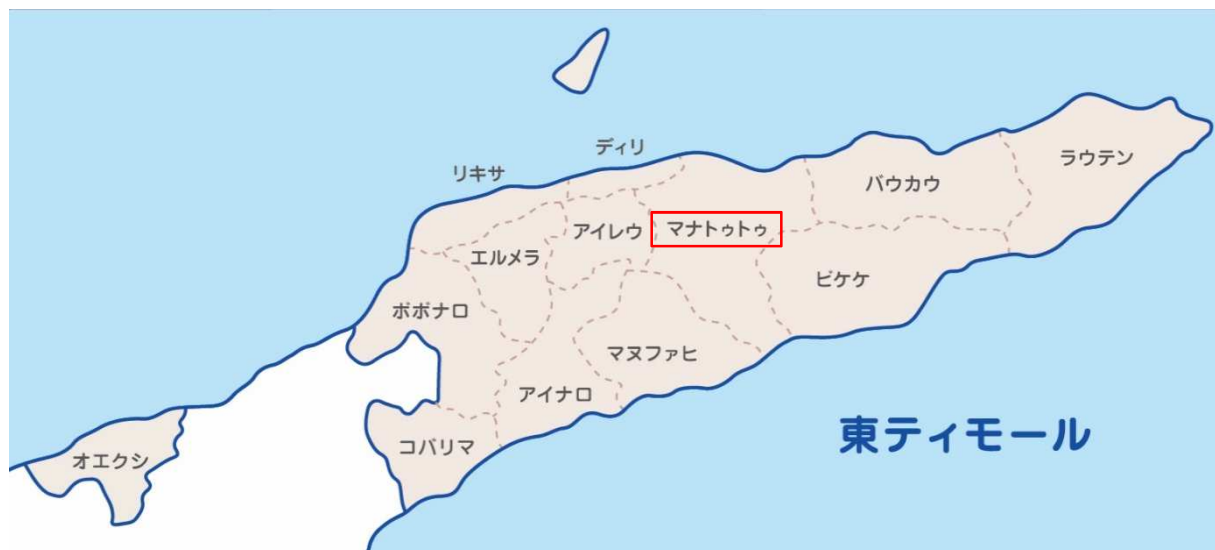 ディリ
リキサ
ラウテン
バウカウ
アイレウ
マナトゥトゥ
エルメラ
ビケケ
ボボナロ
マヌファヒ
アイナロ
コバリマ
オエクシ
東ティモール